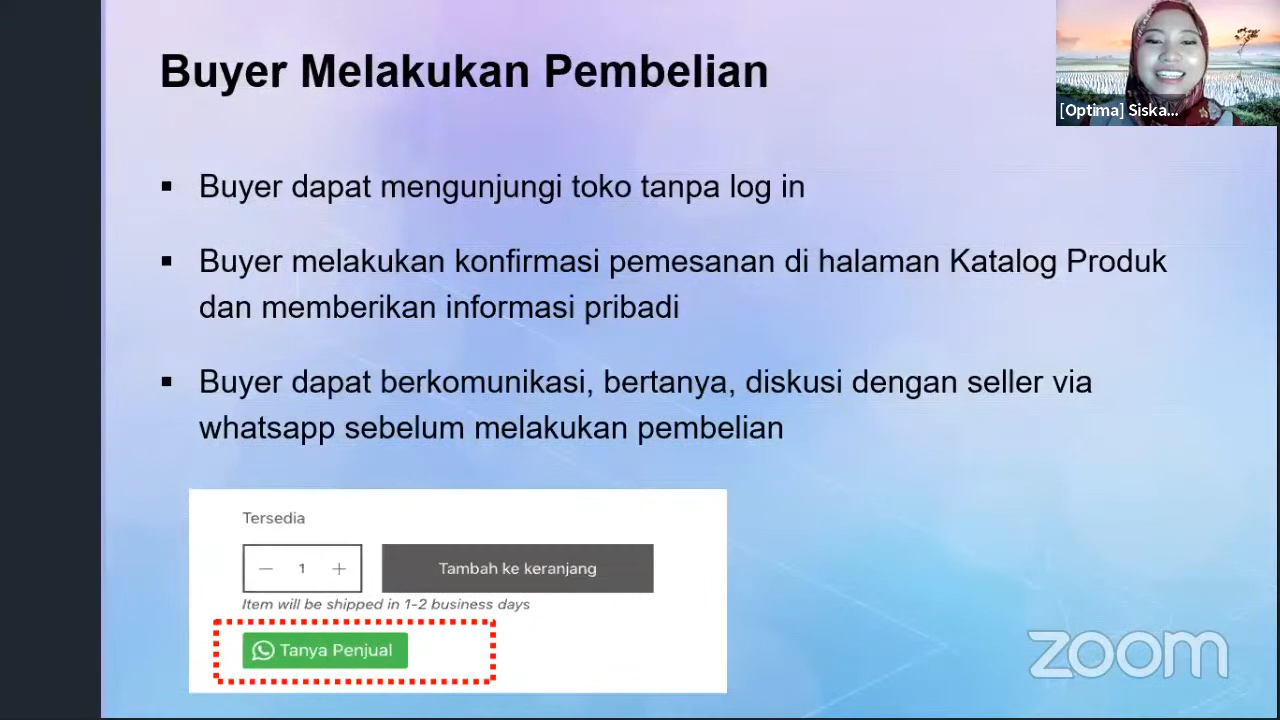 Buyer Melakukan Pembelian
[Optima] Siska...
▪ Buyer dapat mengunjungi toko tanpa log in
▪ Buyer melakukan konfirmasi pemesanan di halaman Katalog Produk
dan memberikan informasi pribadi
▪ Buyer dapat berkomunikasi, bertanya, diskusi dengan seller via
whatsapp sebelum melakukan pembelian
Tersedia
— 1 + Tambah ke keranjang
Item will be shipped in 1-2 business days
Tanya Penjual
zoom